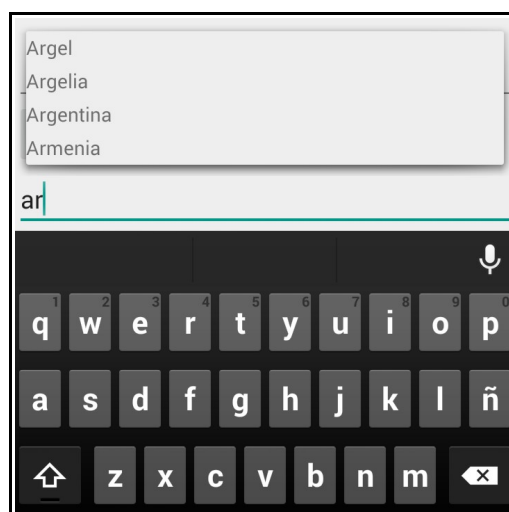 Argel
Argelia
Argentina
Armenia
ar
1 2 3 4 5 6 7 8 9 0
q w e r t y u i o p
a s d f g h j k l ñ
z x c v b n m